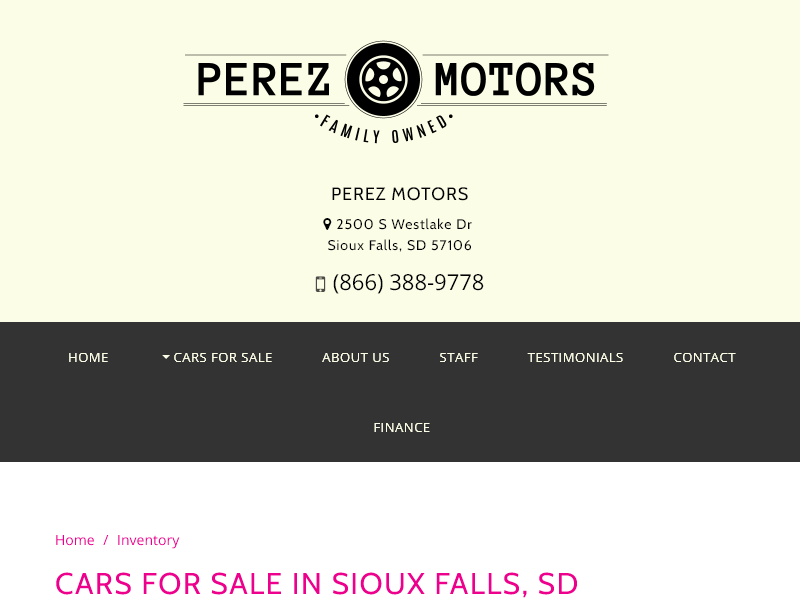 PEREZ MOTORS
•FAMILY OWNED•
PEREZ MOTORS
2500 S Westlake Dr
Sioux Falls, SD 57106
(866) 388-9778
HOME CARS FOR SALE ABOUT US STAFF TESTIMONIALS CONTACT
FINANCE
Home / Inventory
CARS FOR SALE IN SIOUX FALLS, SD